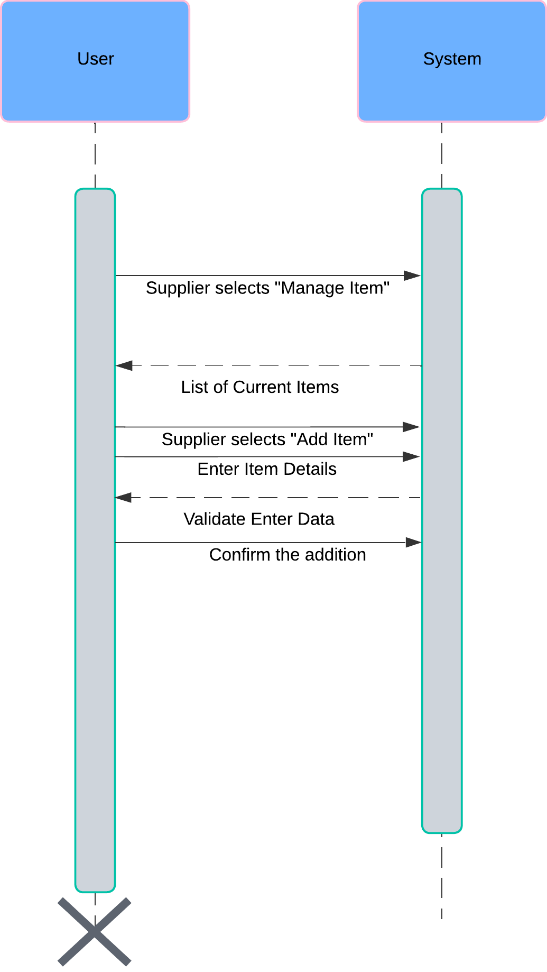 User
System
Supplier selects "Manage Item"
List of Current Items
Supplier selects "Add Item"
Enter Item Details
Validate Enter Data
Confirm the addition